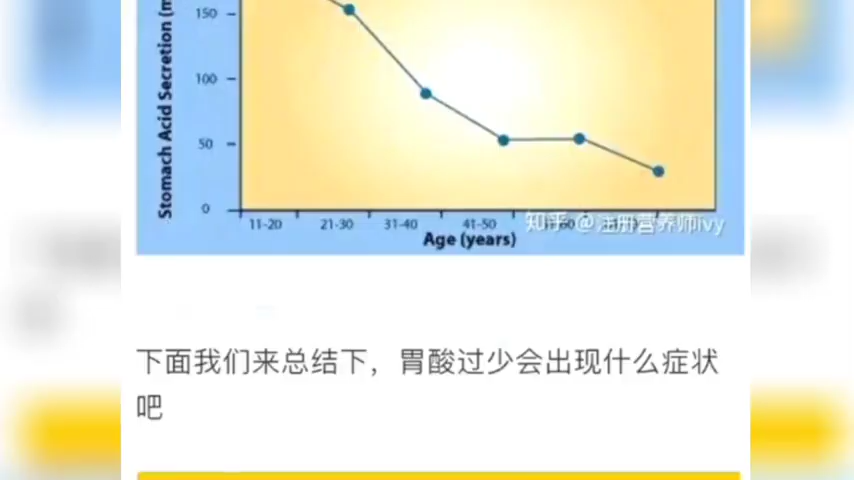 150
Stomach Acid Secretion (m
100
50
0
11-20 21-30 31-40 41-50
知乎 @注册营养师ivy
Age (years)
下面我们来总结下，胃酸过少会出现什么症状
吧